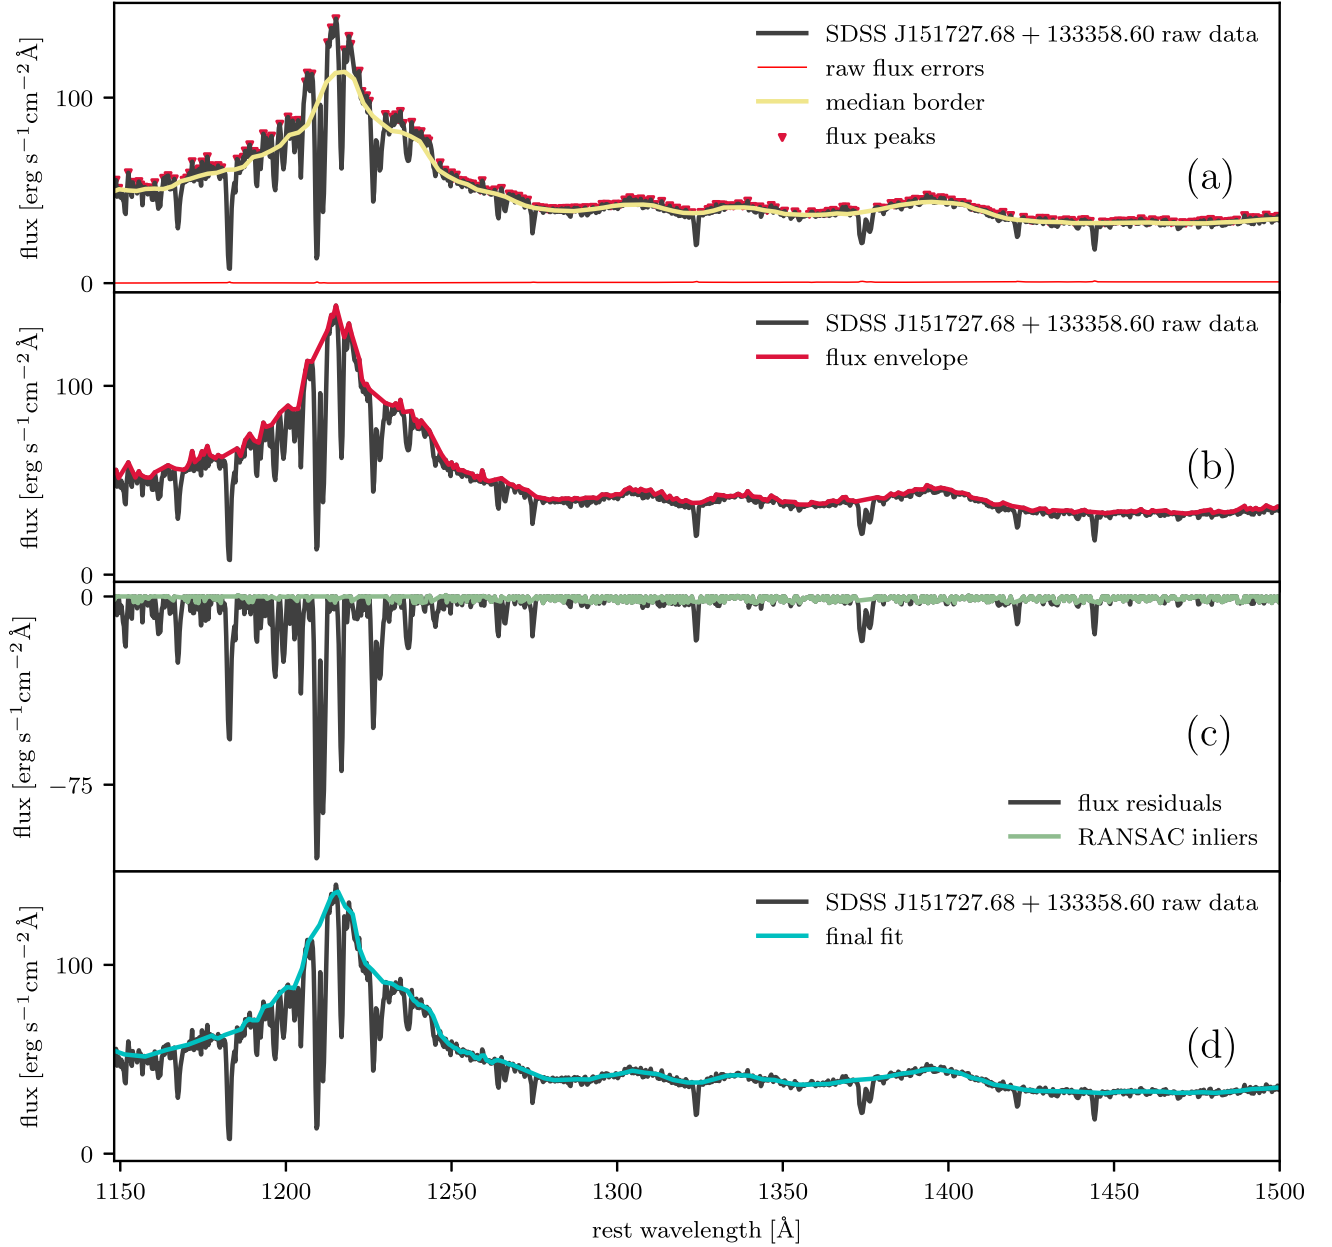 flux [erg s−1cm−2Å]
100
0
SDSS J151727.68 + 133358.60 raw data
raw flux errors
median border
flux peaks
(a)
flux [erg s−1cm−2Å]
100
0
SDSS J151727.68 + 133358.60 raw data
flux envelope
(b)
flux [erg s−1cm−2Å]
0
−75
(c)
flux residuals
RANSAC inliers
flux [erg s−1cm−2Å]
100
0
SDSS J151727.68 + 133358.60 raw data
final fit
(d)
1150 1200 1250 1300 1350 1400 1450 1500
rest wavelength [Å]